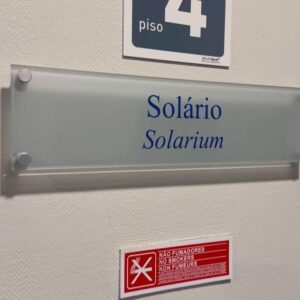 4
piso
Solário
Solarium
NÃO FUMADORES
NO SMOKERS
NON FUMEURS